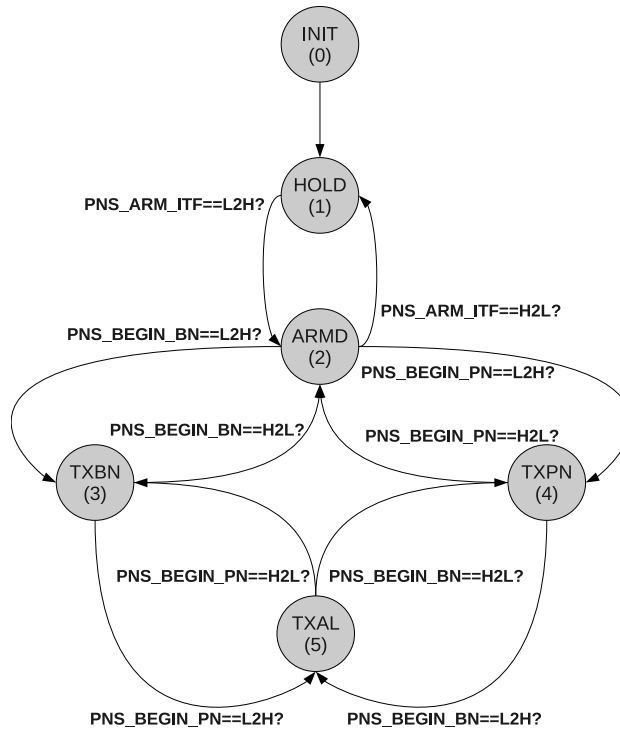 INIT
(0)
HOLD
(1)
PNS_ARM_ITF==L2H?
PNS_ARM_ITF==H2L?
ARMD
(2)
PNS_BEGIN_BN==L2H?
PNS_BEGIN_PN==L2H?
PNS_BEGIN_BN==H2L?
PNS_BEGIN_PN==H2L?
TXBN
(3)
TXPN
(4)
PNS_BEGIN_PN==H2L?
PNS_BEGIN_BN==H2L?
TXAL
(5)
PNS_BEGIN_PN==L2H?
PNS_BEGIN_BN==L2H?